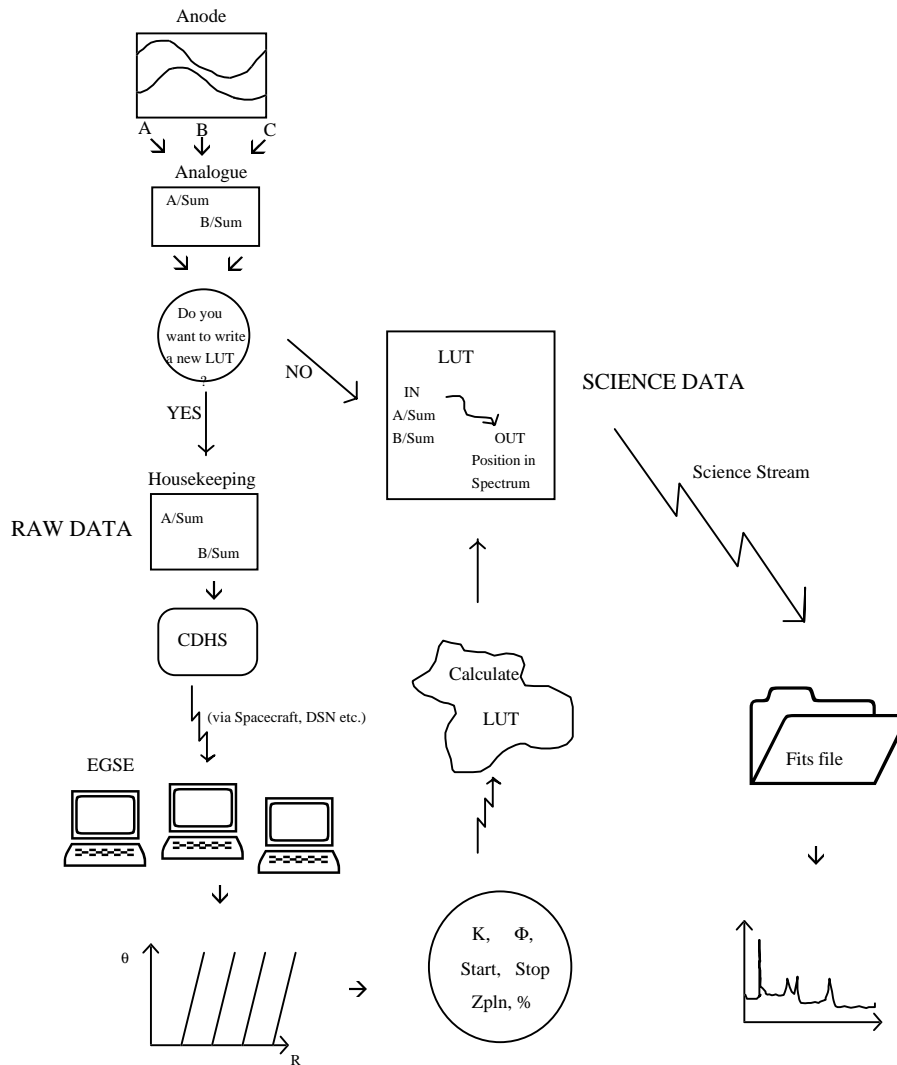 Anode
A B C
Analogue
A/Sum
B/Sum
Do you
want to write
a new LUT
?
NO
YES
LUT
IN
A/Sum
B/Sum
OUT
Position in
Spectrum
SCIENCE DATA
Science Stream
Housekeeping
RAW DATA
A/Sum
B/Sum
CDHS
(via Spacecraft, DSN etc.)
Calculate
LUT
EGSE
Fits file
θ
R
K, Φ,
Start, Stop
Zpln, %